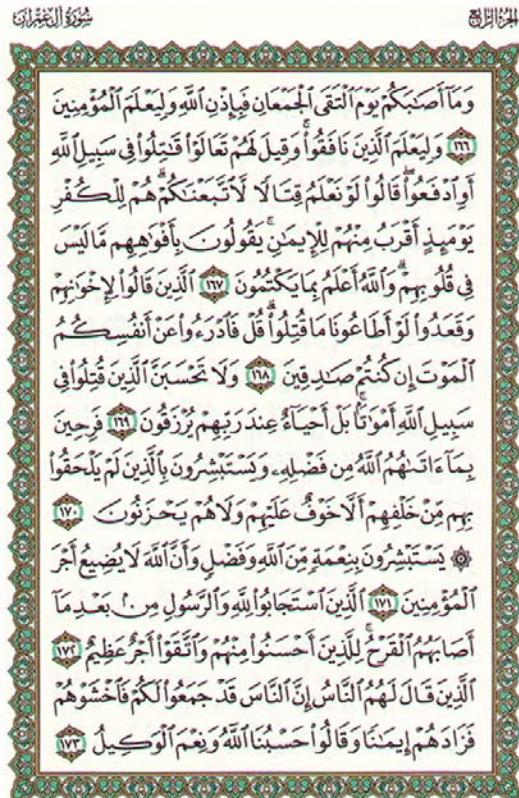 سُورَةُ آلِ عِمْرَانَ
الجُزْءُ الرَّابِعُ
وَمَآ أَصَٰبَكُمْ يَوْمَ ٱلْتَقَى ٱلْجَمْعَانِ فَبِإِذْنِ ٱللَّهِ وَلِيَعْلَمَ ٱلْمُؤْمِنِينَ
١٦٦ وَلِيَعْلَمَ ٱلَّذِينَ نَافَقُوا۟ۚ وَقِيلَ لَهُمْ تَعَالَوْا۟ قَٰتِلُوا۟ فِى سَبِيلِ ٱللَّهِ
أَوِ ٱدْفَعُوا۟ۖ قَالُوا۟ لَوْ نَعْلَمُ قِتَالًا لَّٱتَّبَعْنَٰكُمْۗ هُمْ لِلْكُفْرِ
يَوْمَئِذٍ أَقْرَبُ مِنْهُمْ لِلْإِيمَٰنِۚ يَقُولُونَ بِأَفْوَٰهِهِم مَّا لَيْسَ
فِى قُلُوبِهِمْۗ وَٱللَّهُ أَعْلَمُ بِمَا يَكْتُمُونَ ١٦٧ ٱلَّذِينَ قَالُوا۟ لِإِخْوَٰنِهِمْ
وَقَعَدُوا۟ لَوْ أَطَاعُونَا مَا قُتِلُوا۟ۗ قُلْ فَٱدْرَءُوا۟ عَنْ أَنفُسِكُمُ
ٱلْمَوْتَ إِن كُنتُمْ صَٰدِقِينَ ١٦٨ وَلَا تَحْسَبَنَّ ٱلَّذِينَ قُتِلُوا۟ فِى
سَبِيلِ ٱللَّهِ أَمْوَٰتًۢاۚ بَلْ أَحْيَآءٌ عِندَ رَبِّهِمْ يُرْزَقُونَ ١٦٩ فَرِحِينَ
بِمَآ ءَاتَىٰهُمُ ٱللَّهُ مِن فَضْلِهِۦ وَيَسْتَبْشِرُونَ بِٱلَّذِينَ لَمْ يَلْحَقُوا۟
بِهِم مِّنْ خَلْفِهِمْ أَلَّا خَوْفٌ عَلَيْهِمْ وَلَا هُمْ يَحْزَنُونَ ١٧٠
۞ يَسْتَبْشِرُونَ بِنِعْمَةٍ مِّنَ ٱللَّهِ وَفَضْلٍ وَأَنَّ ٱللَّهَ لَا يُضِيعُ أَجْرَ
ٱلْمُؤْمِنِينَ ١٧١ ٱلَّذِينَ ٱسْتَجَابُوا۟ لِلَّهِ وَٱلرَّسُولِ مِنۢ بَعْدِ مَآ
أَصَابَهُمُ ٱلْقَرْحُۚ لِلَّذِينَ أَحْسَنُوا۟ مِنْهُمْ وَٱتَّقَوْا۟ أَجْرٌ عَظِيمٌ ١٧٢
ٱلَّذِينَ قَالَ لَهُمُ ٱلنَّاسُ إِنَّ ٱلنَّاسَ قَدْ جَمَعُوا۟ لَكُمْ فَٱخْشَوْهُمْ
فَزَادَهُمْ إِيمَٰنًا وَقَالُوا۟ حَسْبُنَا ٱللَّهُ وَنِعْمَ ٱلْوَكِيلُ ١٧٣